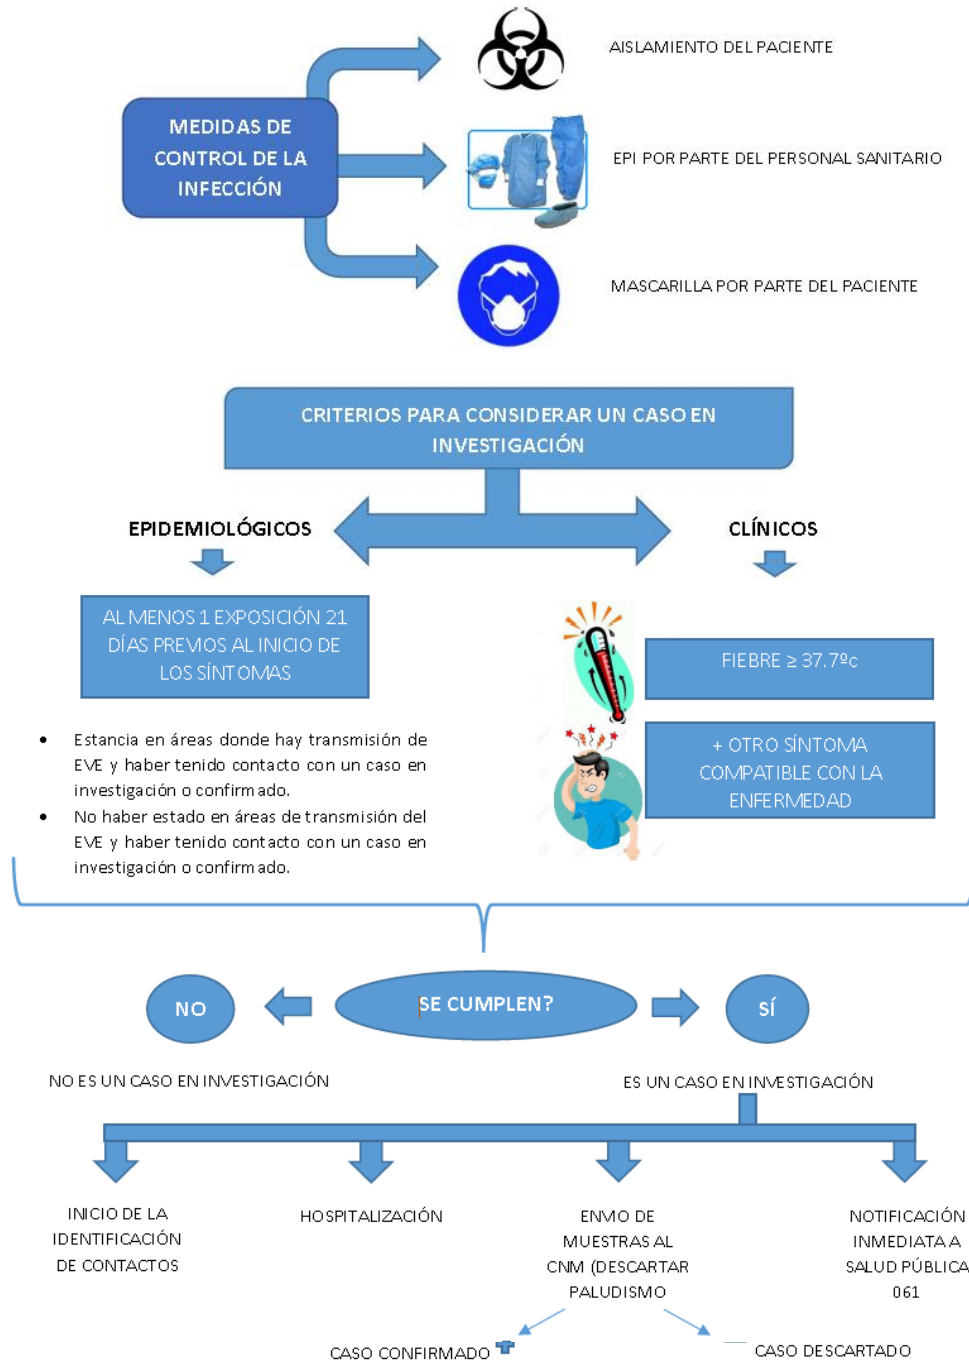 AISLAMIENTO DEL PACIENTE
MEDIDAS DE
CONTROL DE LA
INFECCIÓN
EPI POR PARTE DEL PERSONAL SANITARIO
MASCARILLA POR PARTE DEL PACIENTE
CRITERIOS PARA CONSIDERAR UN CASO EN
INVESTIGACIÓN
EPIDEMIOLÓGICOS
CLÍNICOS
AL MENOS 1 EXPOSICIÓN 21
DÍAS PREVIOS AL INICIO DE
LOS SÍNTOMAS
FIEBRE ≥ 37.7ºc
+ OTRO SÍNTOMA
COMPATIBLE CON LA
ENFERMEDAD
• Estancia en áreas donde hay transmisión de
EVE y haber tenido contacto con un caso en
investigación o confirmado.
• No haber estado en áreas de transmisión del
EVE y haber tenido contacto con un caso en
investigación o confirmado.
SE CUMPLEN?
NO
SÍ
NO ES UN CASO EN INVESTIGACIÓN
ES UN CASO EN INVESTIGACIÓN
INICIO DE LA
IDENTIFICACIÓN
DE CONTACTOS
HOSPITALIZACIÓN
ENVIO DE
MUESTRAS AL
CNM (DESCARTAR
PALUDISMO
NOTIFICACIÓN
INMEDIATA A
SALUD PÚBLICA
061
CASO CONFIRMADO
CASO DESCARTADO